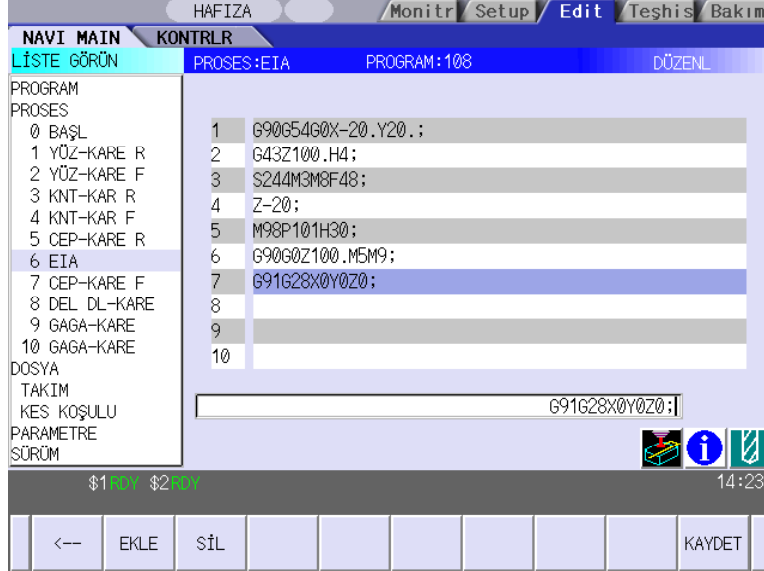 HAFIZA Monitr Setup Edit Teşhis Bakım
NAVI MAIN KONTRLR
LİSTE GÖRÜN PROSES:EIA PROGRAM:108 DÜZENL
PROGRAM
PROSES
0 BAŞL
1 YÜZ-KARE R
2 YÜZ-KARE F
3 KNT-KAR R
4 KNT-KAR F
5 CEP-KARE R
6 EIA
7 CEP-KARE F
8 DEL DL-KARE
9 GAGA-KARE
10 GAGA-KARE
DOSYA
TAKIM
KES KOŞULU
PARAMETRE
SÜRÜM
1 G90G54G0X-20.Y20.;
2 G43Z100.H4;
3 S244M3M8F48;
4 Z-20;
5 M98P101H30;
6 G90G0Z100.M5M9;
7 G91G28X0Y0Z0;
8
9
10
G91G28X0Y0Z0;
$1RDY $2RDY 14:23
<-- EKLE SİL KAYDET